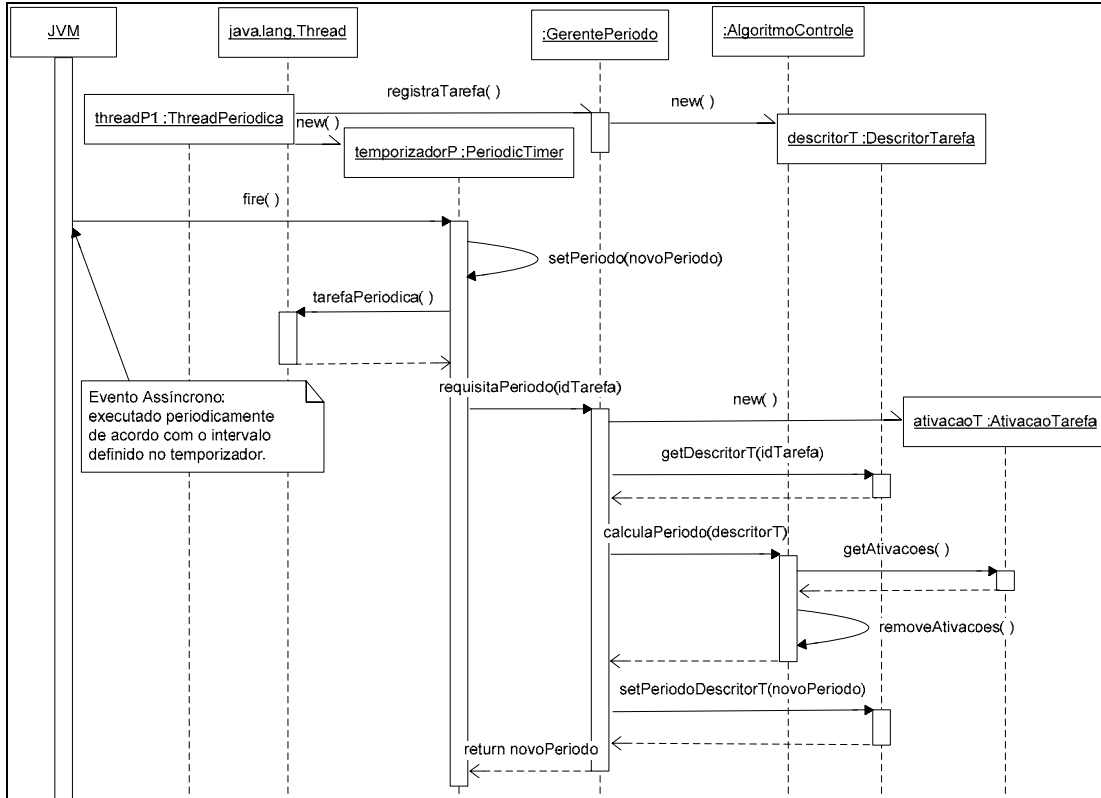 JVM
java.lang.Thread
:GerentePeriodo
:AlgoritmoControle
registraTarefa( )
new( )
threadP1 :ThreadPeriodica
new( )
descritorT :DescritorTarefa
temporizadorP :PeriodicTimer
fire( )
setPeriodo(novoPeriodo)
tarefaPeriodica( )
Evento Assíncrono:
executado periodicamente
de acordo com o intervalo
definido no temporizador.
requisitaPeriodo(idTarefa)
new( )
ativacaoT :AtivacaoTarefa
getDescritorT(idTarefa)
calculaPeriodo(descritorT)
getAtivacoes( )
removeAtivacoes( )
setPeriodoDescritorT(novoPeriodo)
return novoPeriodo